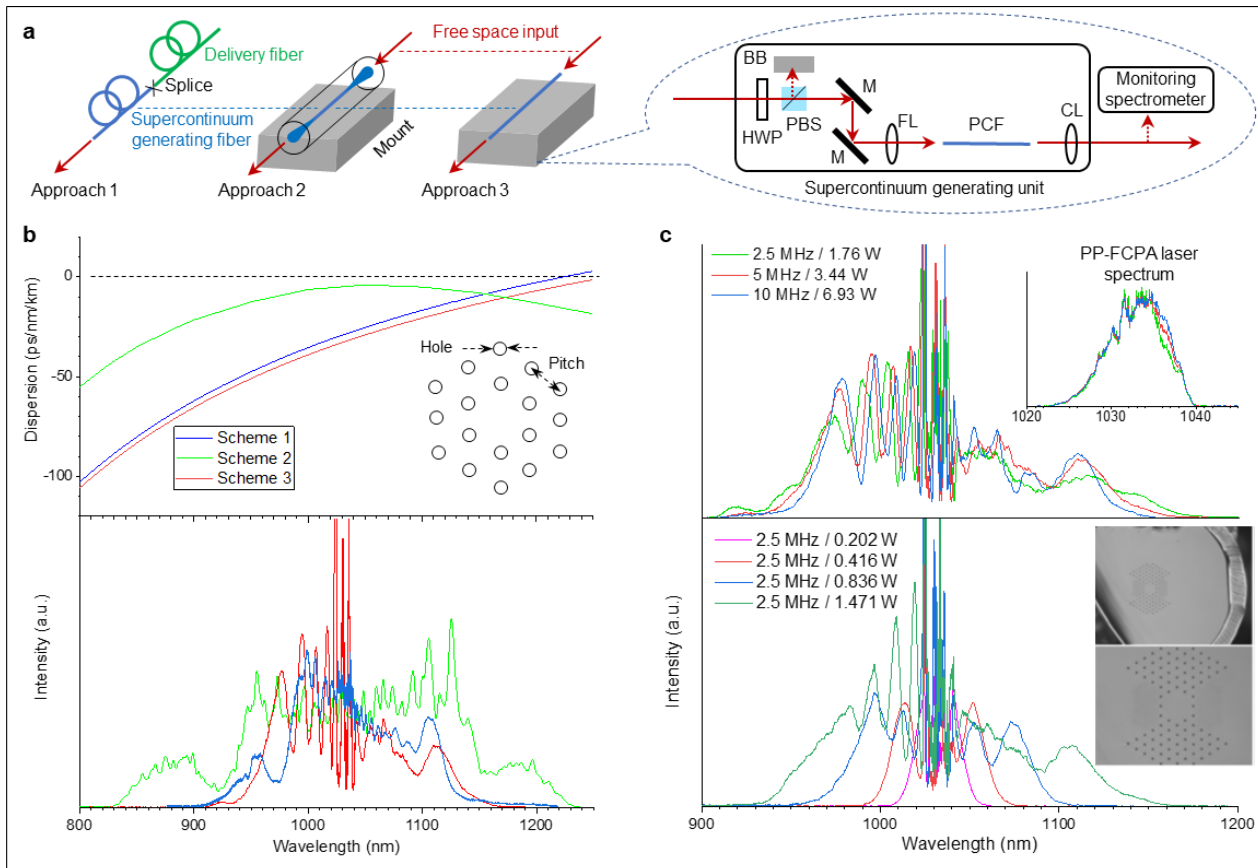 a
Delivery fiber
Splice
Supercontinuum
generating fiber
Approach 1
Free space input
Mount
Approach 2
Approach 3
BB
HWP
PBS
M
M
FL
PCF
CL
Monitoring
spectrometer
Supercontinuum generating unit
b
Dispersion (ps/nm/km)
0
-50
-100
Hole
Pitch
Scheme 1
Scheme 2
Scheme 3
Intensity (a.u.)
800
900
1000
1100
1200
Wavelength (nm)
c
2.5 MHz / 1.76 W
5 MHz / 3.44 W
10 MHz / 6.93 W
PP-FCPA laser
spectrum
1020
1030
1040
2.5 MHz / 0.202 W
2.5 MHz / 0.416 W
2.5 MHz / 0.836 W
2.5 MHz / 1.471 W
Intensity (a.u.)
900
1000
1100
1200
Wavelength (nm)